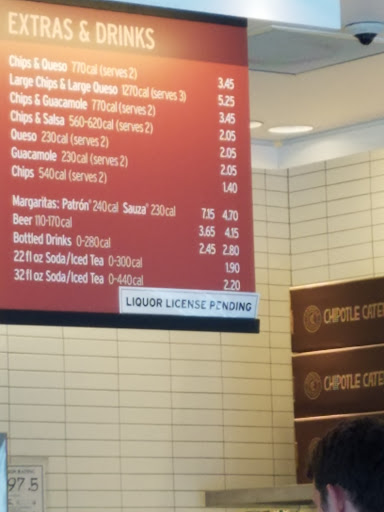 EXTRAS & DRINKS
Chips & Queso 770cal (serves 2) 3.45
Large Chips & Large Queso 1270cal (serves 3) 5.25
Chips & Guacamole 770cal (serves 2) 3.45
Chips & Salsa 560-620cal (serves 2) 2.05
Queso 230cal (serves 2) 2.05
Guacamole 230cal (serves 2) 2.05
Chips 540cal (serves 2) 1.40
Margaritas: Patrón® 240cal Sauza® 230cal 7.15 4.70
Beer 110-170cal 3.65 4.15
Bottled Drinks 0-280cal 2.45 2.80
22 fl oz Soda/Iced Tea 0-300cal 1.90
32 fl oz Soda/Iced Tea 0-440cal 2.20
LIQUOR LICENSE PENDING
CHIPOTLE CATE
CHIPOTLE CATE
97.5